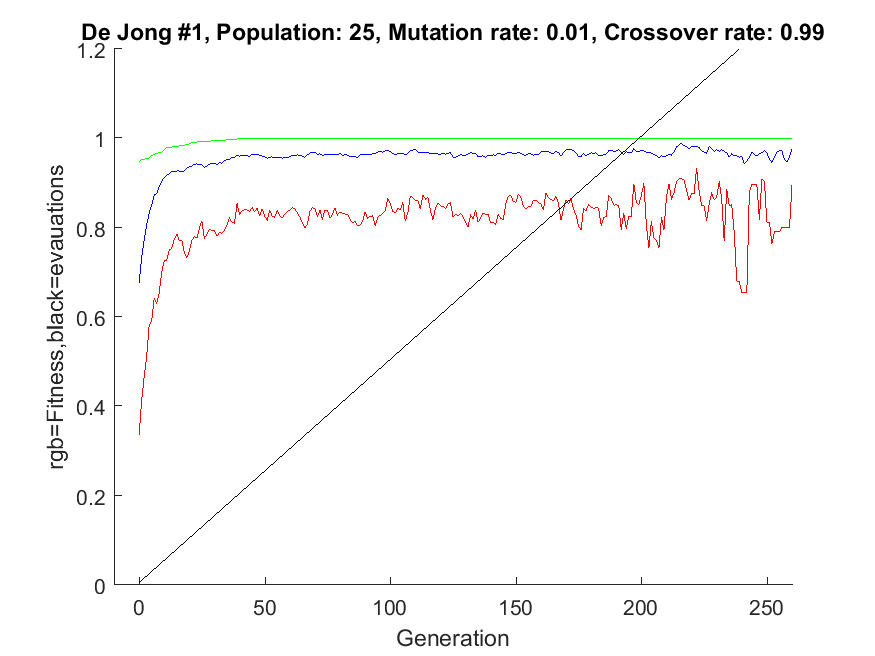 De Jong #1, Population: 25, Mutation rate: 0.01, Crossover rate: 0.99
1.2
1
0.8
0.6
0.4
0.2
0
rgb=Fitness,black=evauations
0 50 100 150 200 250
Generation